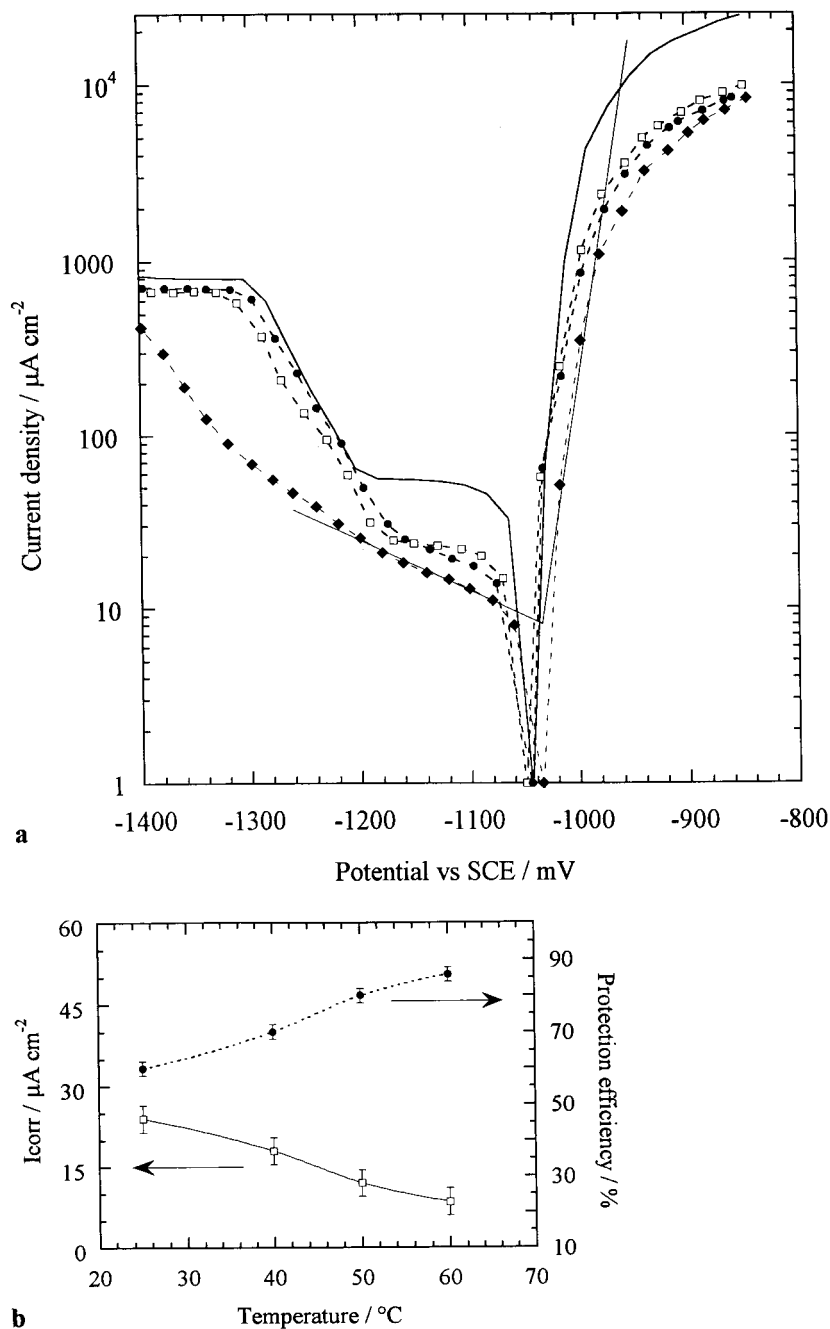 10⁴
1000
100
10
1
Current density / μA cm⁻²
-1400 -1300 -1200 -1100 -1000 -900 -800
Potential vs SCE / mV
a
60
45
30
15
0
Icorr / μA cm⁻²
90
70
50
30
10
Protection efficiency / %
20 30 40 50 60 70
Temperature / °C
b